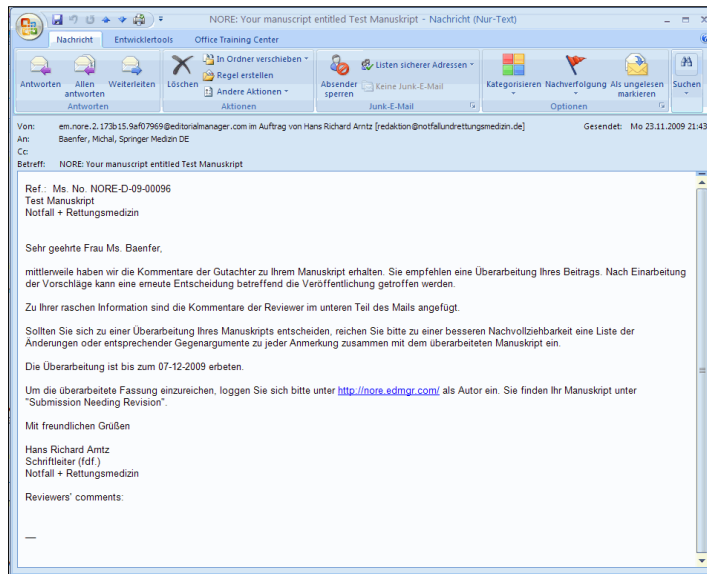 NORE: Your manuscript entitled Test Manuskript - Nachricht (Nur-Text)
Nachricht Entwicklertools Office Training Center
Antworten Allen antworten Weiterleiten
Antworten
Löschen In Ordner verschieben
Regel erstellen
Andere Aktionen
Aktionen
Absender sperren Listen sicherer Adressen
Keine Junk-E-Mail
Junk-E-Mail
Kategorisieren Nachverfolgung Als ungelesen markieren
Optionen
Suchen
Von: em.nore.2.173b15.9af07969@editorialmanager.com im Auftrag von Hans Richard Arntz [redaktion@notfallundrettungsmedizin.de] Gesendet: Mo 23.11.2009 21:43
An: Baenfer, Michal, Springer Medizin DE
Cc:
Betreff: NORE: Your manuscript entitled Test Manuskript
Ref.: Ms. No. NORE-D-09-00096
Test Manuskript
Notfall + Rettungsmedizin
Sehr geehrte Frau Ms. Baenfer,
mittlerweile haben wir die Kommentare der Gutachter zu Ihrem Manuskript erhalten. Sie empfehlen eine Überarbeitung Ihres Beitrags. Nach Einarbeitung
der Vorschläge kann eine erneute Entscheidung betreffend die Veröffentlichung getroffen werden.
Zu Ihrer raschen Information sind die Kommentare der Reviewer im unteren Teil des Mails angefügt.
Sollten Sie sich zu einer Überarbeitung Ihres Manuskripts entscheiden, reichen Sie bitte zu einer besseren Nachvollziehbarkeit eine Liste der
Änderungen oder entsprechender Gegenargumente zu jeder Anmerkung zusammen mit dem überarbeiteten Manuskript ein.
Die Überarbeitung ist bis zum 07-12-2009 erbeten.
Um die überarbeitete Fassung einzureichen, loggen Sie sich bitte unter http://nore.edmgr.com/ als Autor ein. Sie finden Ihr Manuskript unter
"Submission Needing Revision".
Mit freundlichen Grüßen
Hans Richard Arntz
Schriftleiter (fdf.)
Notfall + Rettungsmedizin
Reviewers' comments: